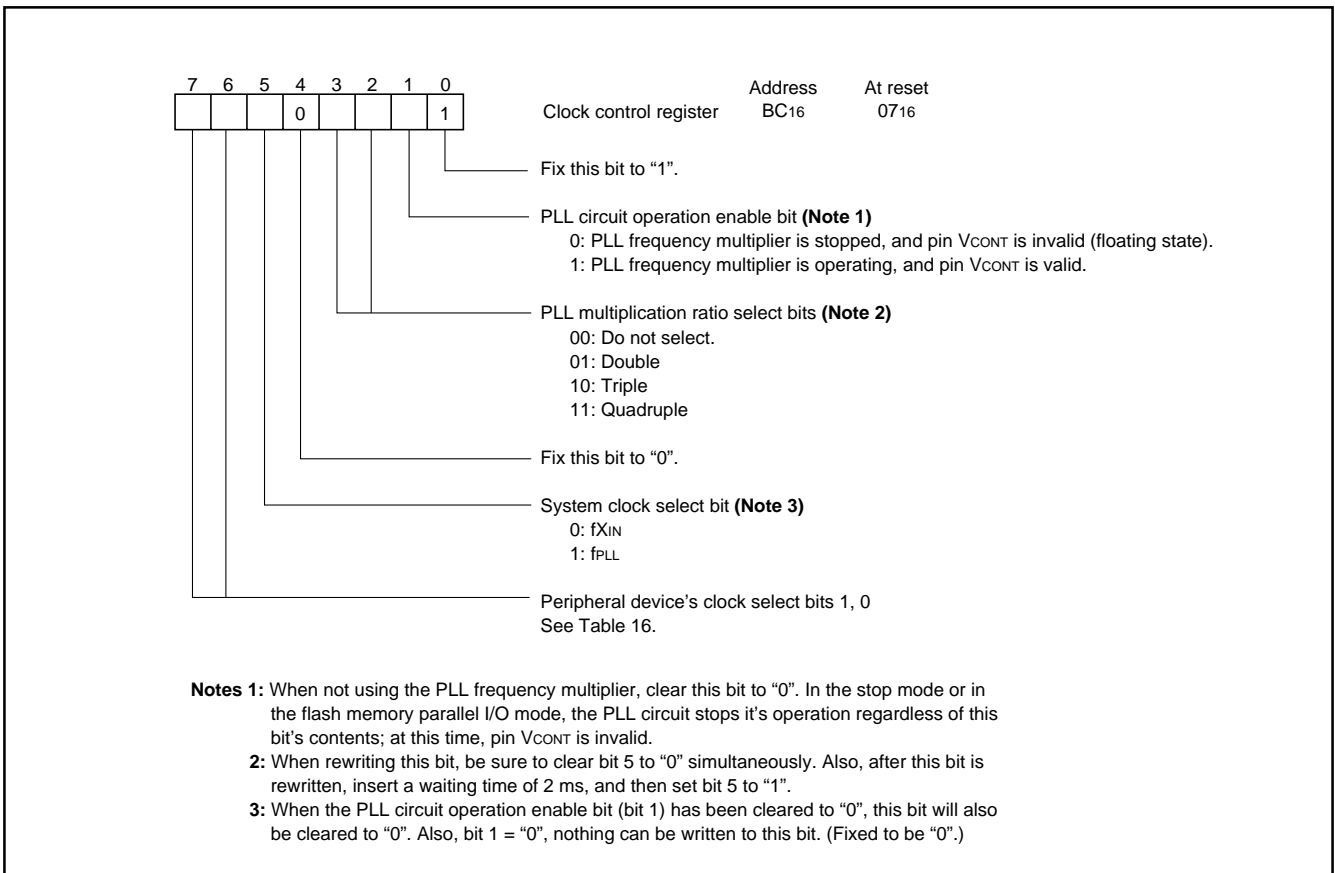 7 6 5 4 3 2 1 0
Address At reset
0 1 Clock control register BC16 0716
Fix this bit to “1”.
PLL circuit operation enable bit (Note 1)
0: PLL frequency multiplier is stopped, and pin VCONT is invalid (floating state).
1: PLL frequency multiplier is operating, and pin VCONT is valid.
PLL multiplication ratio select bits (Note 2)
00: Do not select.
01: Double
10: Triple
11: Quadruple
Fix this bit to “0”.
System clock select bit (Note 3)
0: fXIN
1: fPLL
Peripheral device’s clock select bits 1, 0
See Table 16.
Notes 1: When not using the PLL frequency multiplier, clear this bit to “0”. In the stop mode or in
the flash memory parallel I/O mode, the PLL circuit stops it’s operation regardless of this
bit’s contents; at this time, pin VCONT is invalid.
2: When rewriting this bit, be sure to clear bit 5 to “0” simultaneously. Also, after this bit is
rewritten, insert a waiting time of 2 ms, and then set bit 5 to “1”.
3: When the PLL circuit operation enable bit (bit 1) has been cleared to “0”, this bit will also
be cleared to “0”. Also, bit 1 = “0”, nothing can be written to this bit. (Fixed to be “0”.)